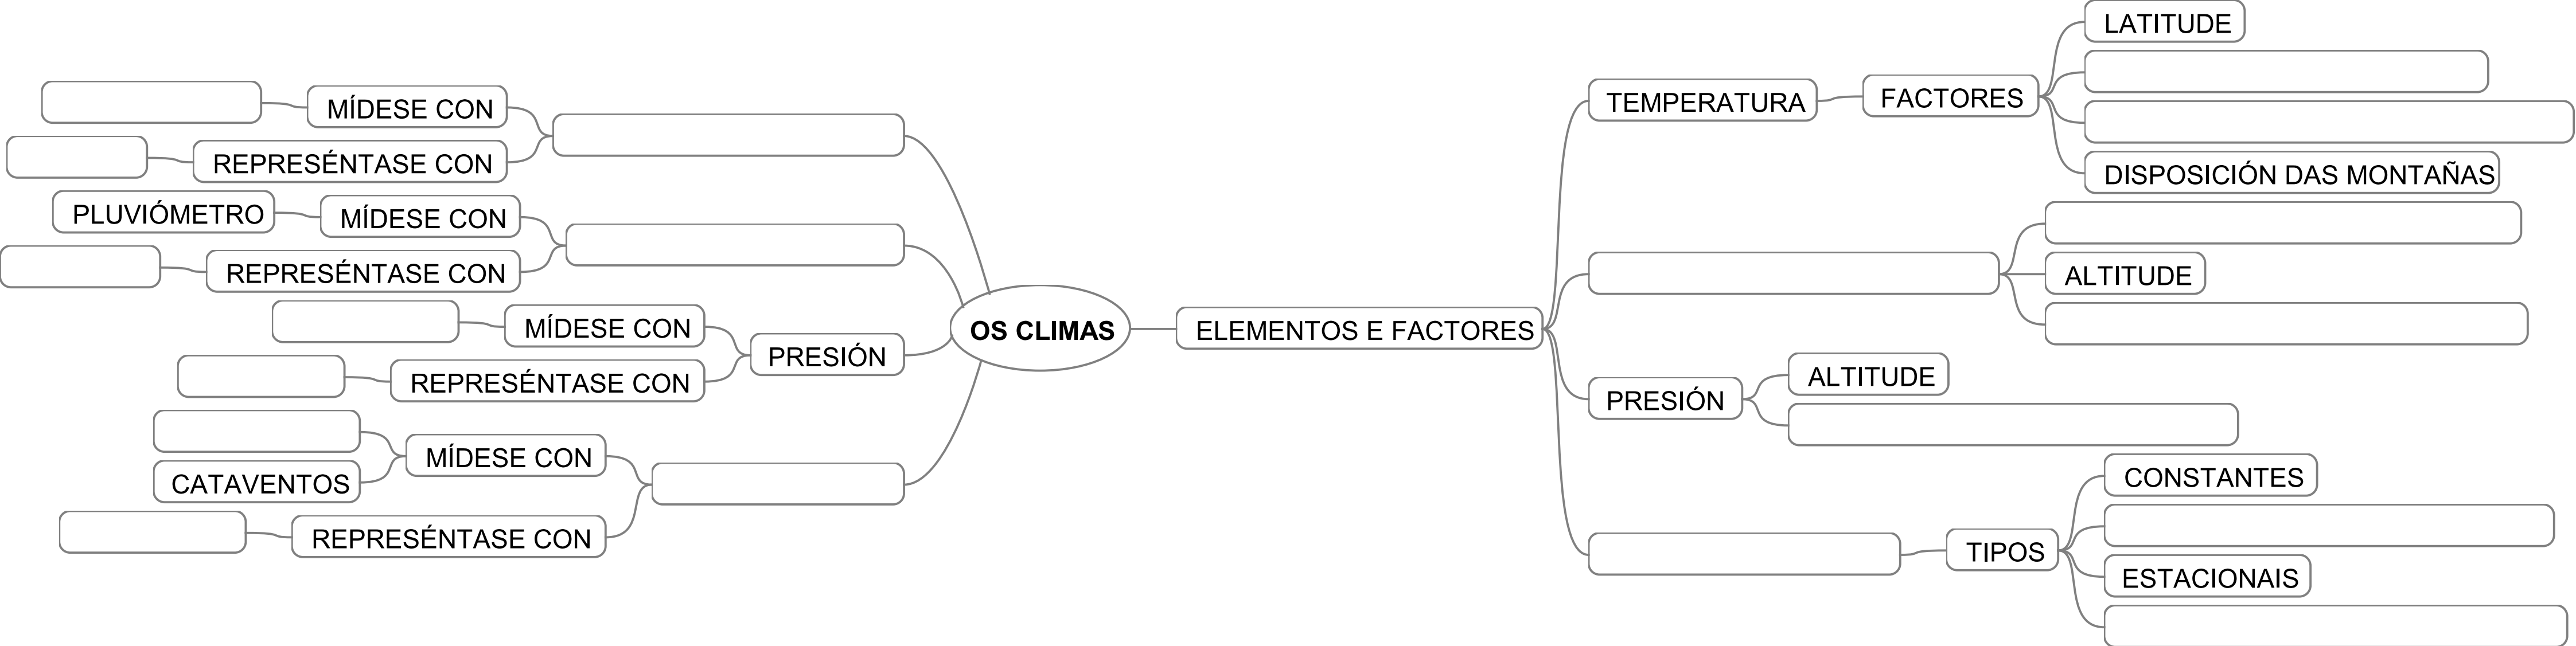 MÍDESE CON
REPRESÉNTASE CON
PLUVIÓMETRO
MÍDESE CON
REPRESÉNTASE CON
MÍDESE CON
REPRESÉNTASE CON
PRESIÓN
CATAVENTOS
MÍDESE CON
REPRESÉNTASE CON
OS CLIMAS
ELEMENTOS E FACTORES
TEMPERATURA
FACTORES
LATITUDE
DISPOSICIÓN DAS MONTAÑAS
ALTITUDE
PRESIÓN
ALTITUDE
TIPOS
CONSTANTES
ESTACIONAIS